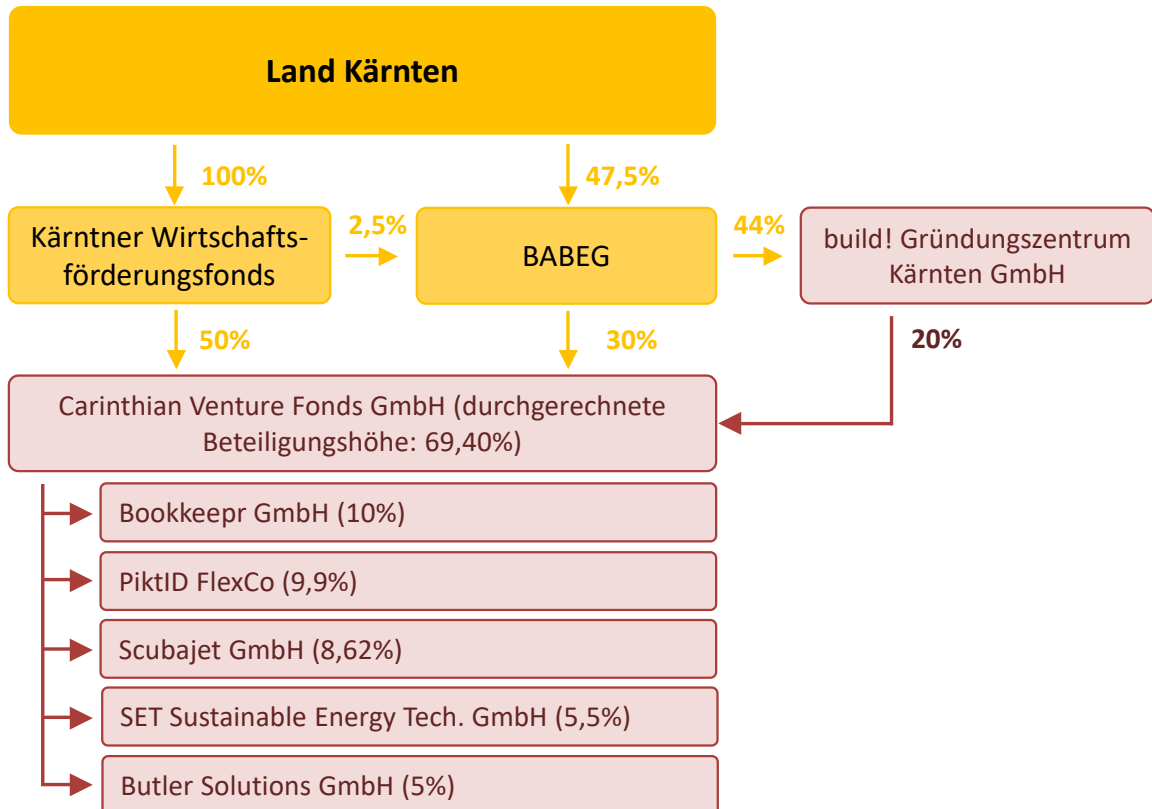 Land Kärnten
100%
47,5%
Kärntner Wirtschafts-
förderungsfonds
2,5%
BABEG
44%
build! Gründungszentrum
Kärnten GmbH
50%
30%
20%
Carinthian Venture Fonds GmbH (durchgerechnete
Beteiligungshöhe: 69,40%)
Bookkeepr GmbH (10%)
PiktID FlexCo (9,9%)
Scubajet GmbH (8,62%)
SET Sustainable Energy Tech. GmbH (5,5%)
Butler Solutions GmbH (5%)